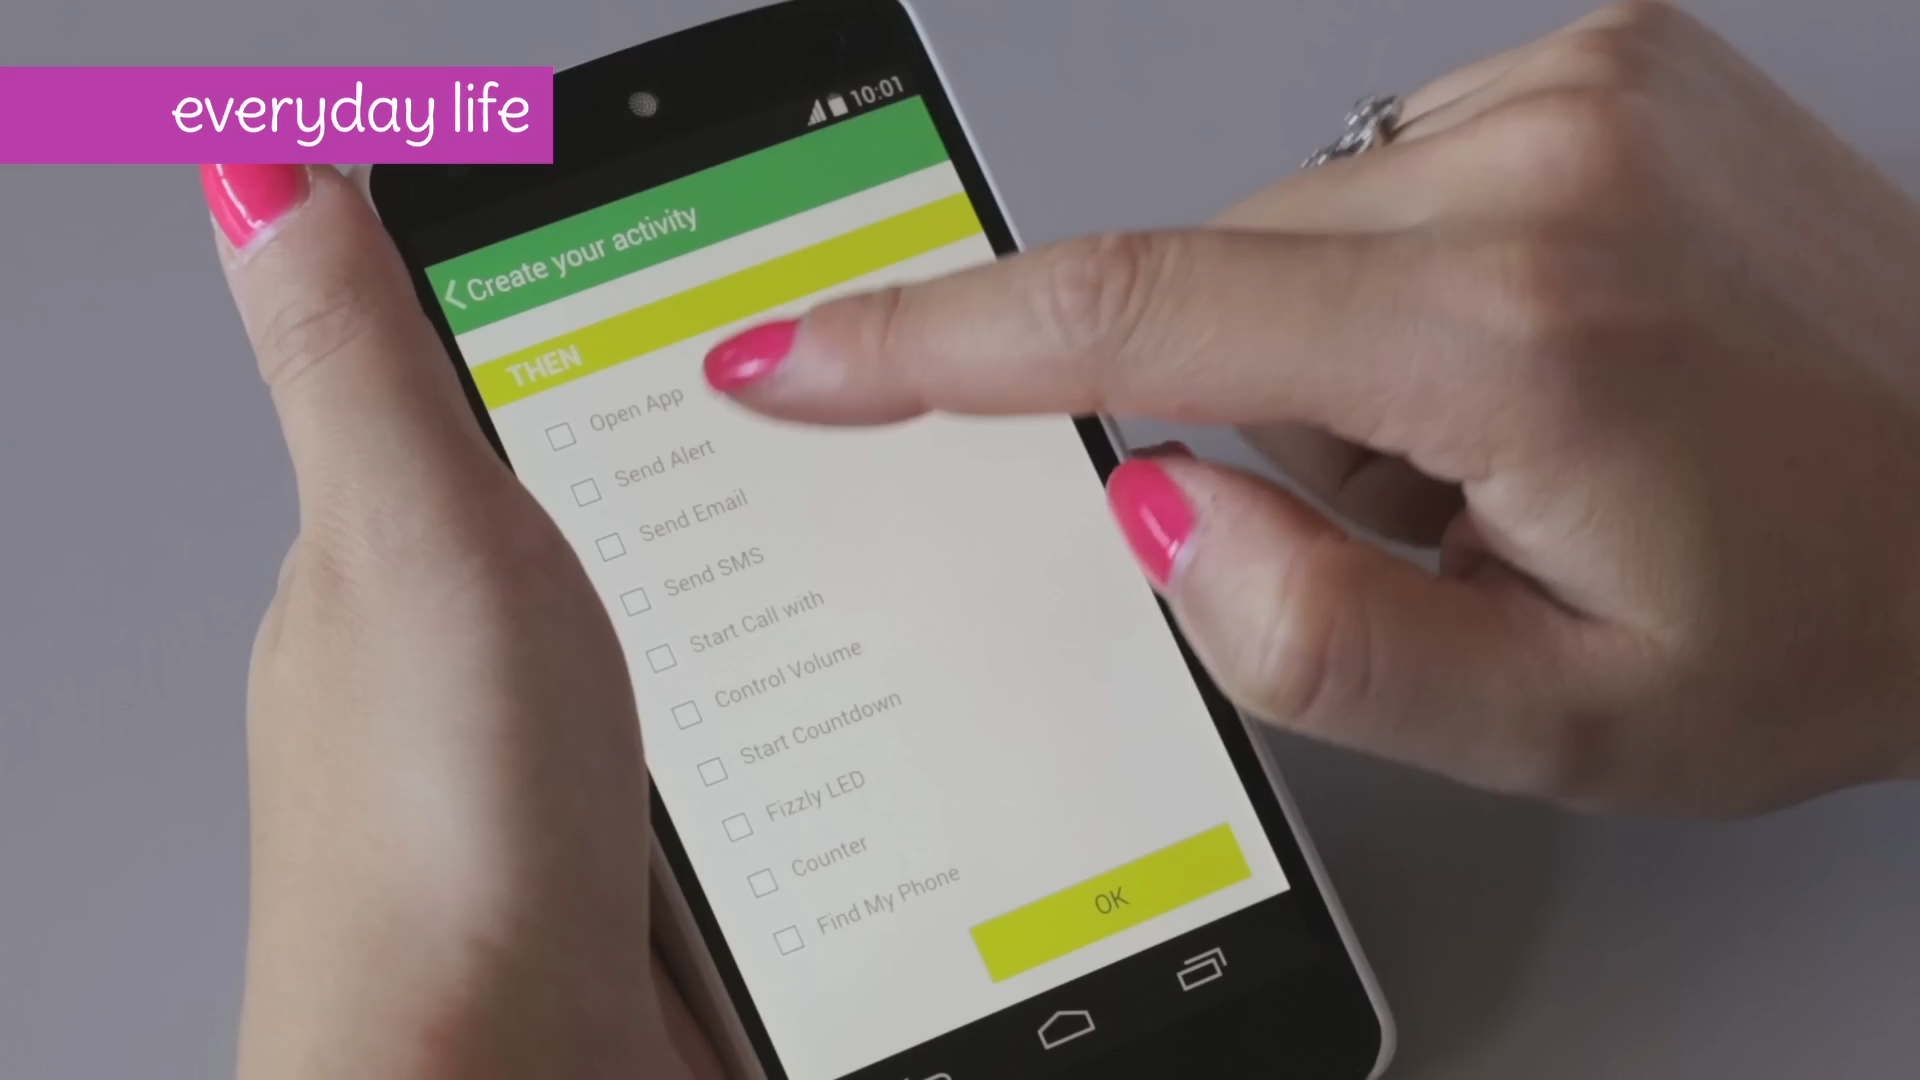 everyday life
10:01
Create your activity
THEN
Open App
Send Alert
Send Email
Send SMS
Start Call with
Control Volume
Start Countdown
Fizzly LED
Counter
Find My Phone
OK